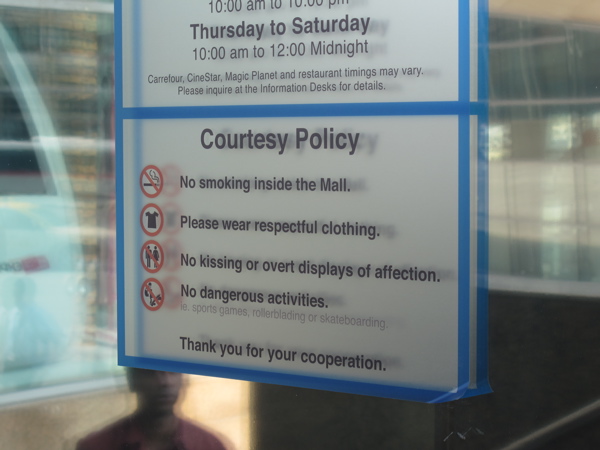 10:00 am to 10:00 pm
Thursday to Saturday
10:00 am to 12:00 Midnight
Carrefour, CineStar, Magic Planet and restaurant timings may vary.
Please inquire at the Information Desks for details.
Courtesy Policy
No smoking inside the Mall.
Please wear respectful clothing.
No kissing or overt displays of affection.
No dangerous activities.
ie. sports games, rollerblading or skateboarding.
Thank you for your cooperation.